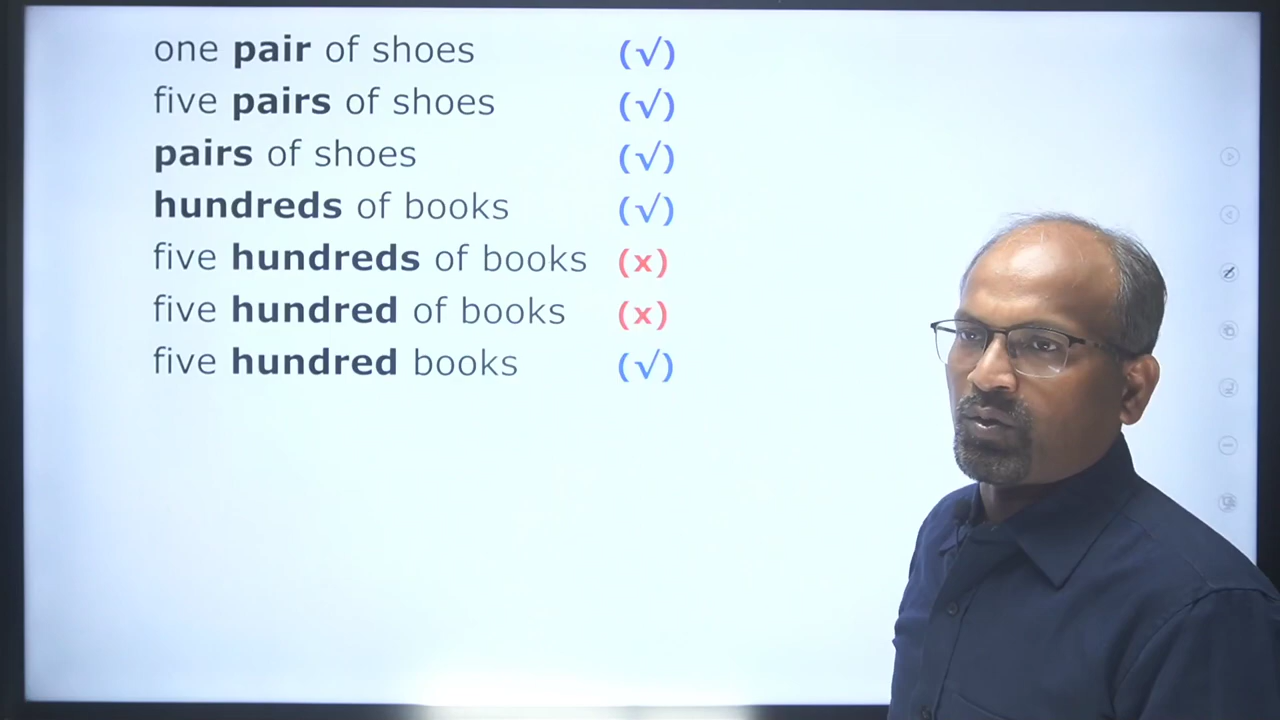 one pair of shoes (√)
five pairs of shoes (√)
pairs of shoes (√)
hundreds of books (√)
five hundreds of books (x)
five hundred of books (x)
five hundred books (√)